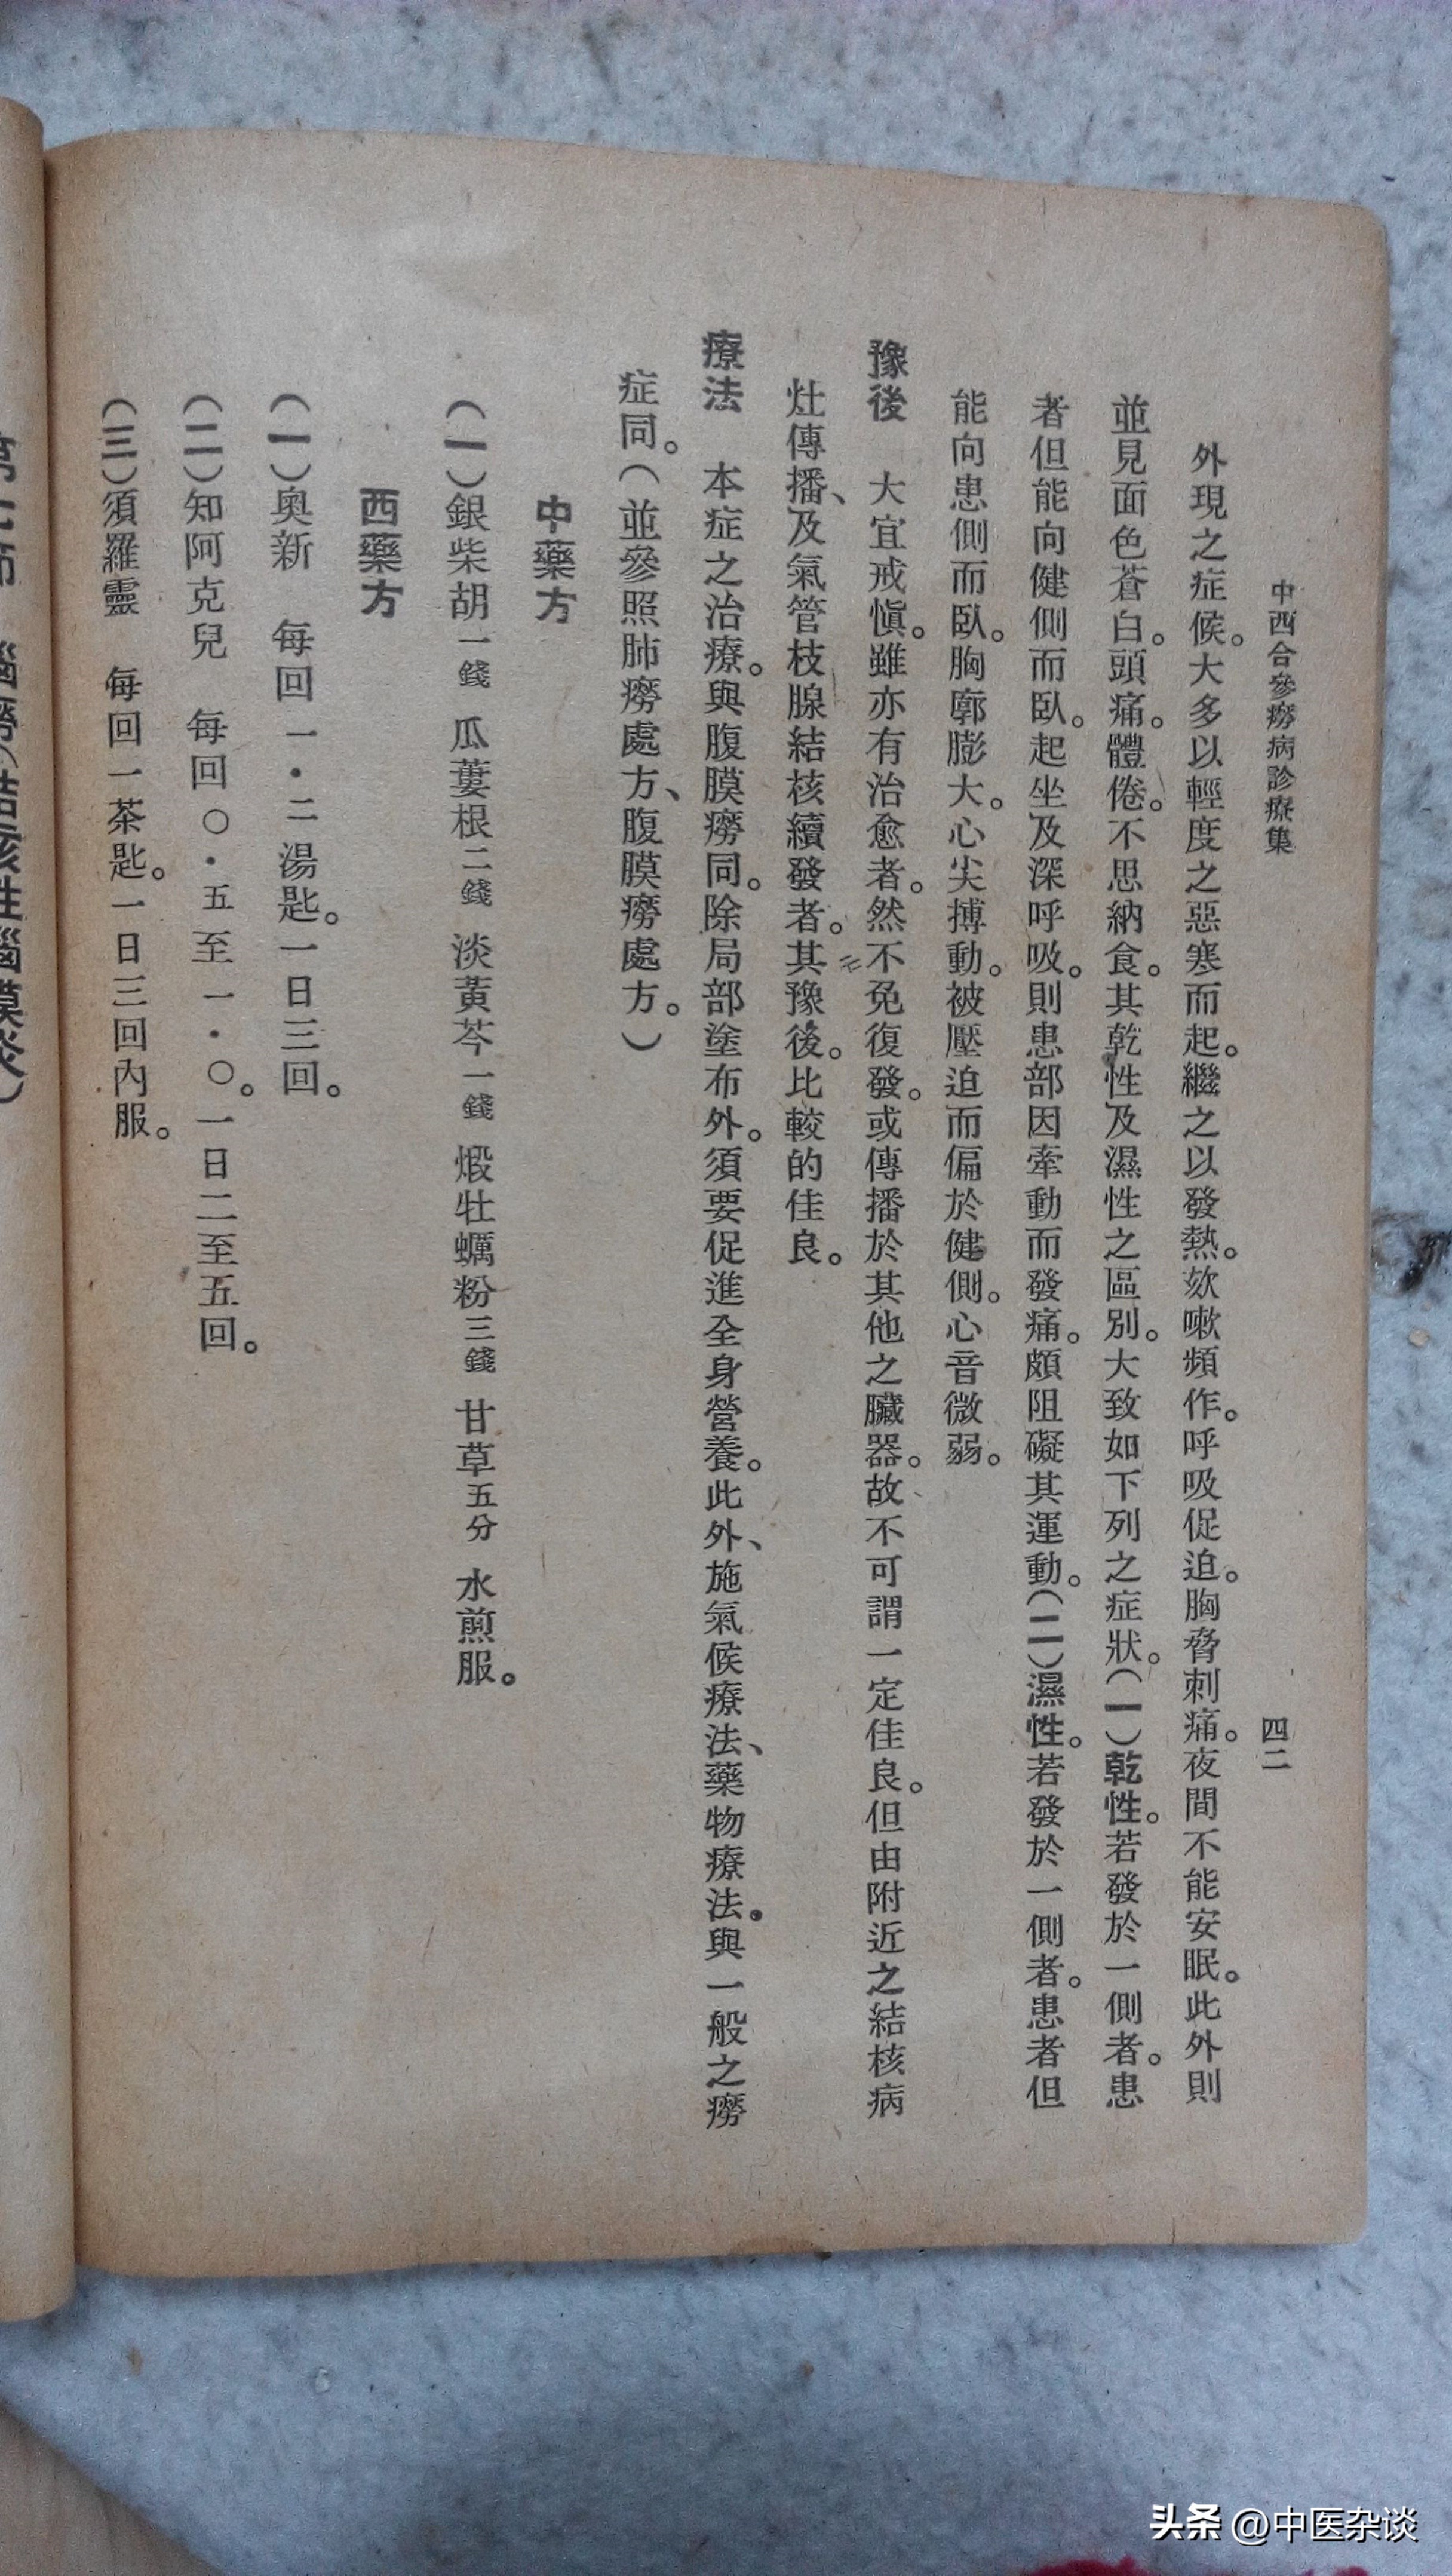 中西合參癆病診療集
四二
外現之症候。大多以輕度之惡寒而起。繼之以發熱。欬嗽頻作。呼吸促迫。胸脅刺痛。夜間不能安眠。此外則
並見面色蒼白。頭痛。體倦。不思納食。其乾性及濕性之區別。大致如下列之症狀。(一)乾性。若發於一側者。患
者但能向健側而臥。起坐及深呼吸。則患部因牽動而發痛。頗阻礙其運動。(二)濕性。若發於一側者。患者但
能向患側而臥。胸廓膨大。心尖搏動。被壓迫而偏於健側。心音微弱。
豫後　大宜戒愼。雖亦有治愈者。然不免復發。或傳播於其他之臟器。故不可謂一定佳良。但由附近之結核病
灶傳播、及氣管枝腺結核續發者。其豫後。比較的佳良。
療法　本症之治療。與腹膜癆同。除局部塗布外。須要促進全身營養。此外、施氣候療法、藥物療法。與一般之癆
症同。(並參照肺癆處方、腹膜癆處方。)
中藥方
(一)銀柴胡一錢　瓜蔞根二錢　淡黃芩一錢　煅牡蠣粉三錢　甘草五分　水煎服。
西藥方
(一)奧新　每回一・二湯匙。一日三回。
(二)知阿克兒　每回〇・五至一・〇。一日二至五回。
(三)須羅靈　每回一茶匙。一日三回內服。
腦癆(結核性腦膜炎)
头条 @中医杂谈